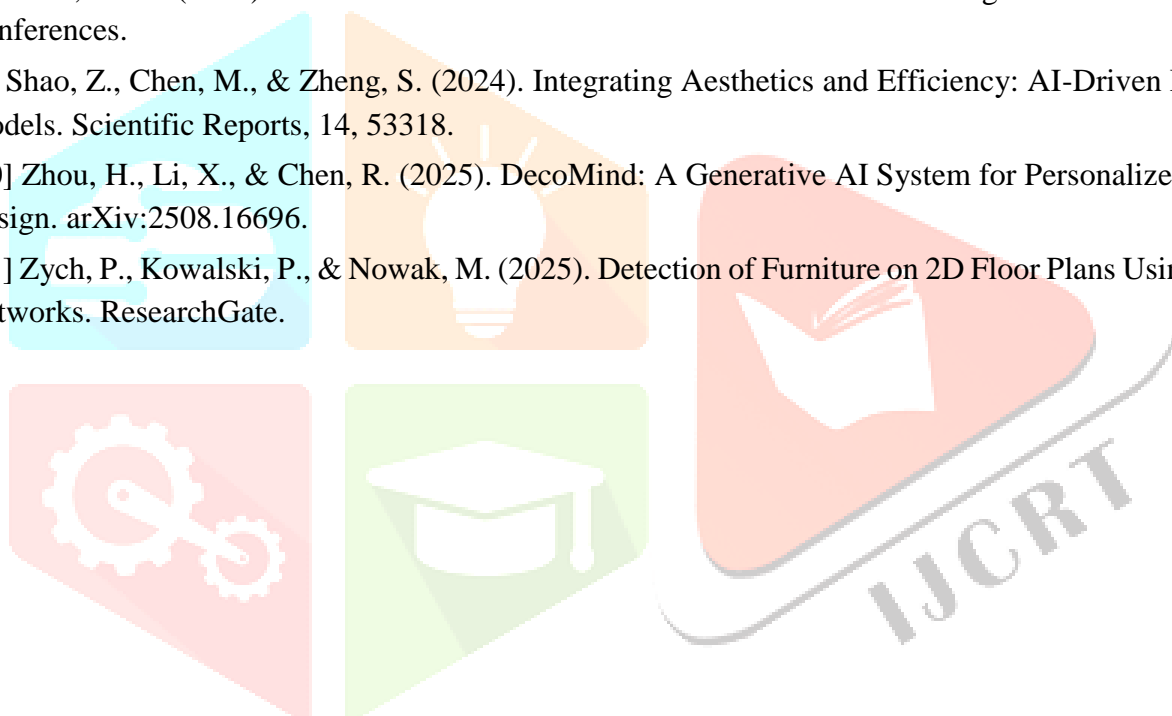 nferences.
Shao, Z., Chen, M., & Zheng, S. (2024). Integrating Aesthetics and Efficiency: AI-Driven
odels. Scientific Reports, 14, 53318.
] Zhou, H., Li, X., & Chen, R. (2025). DecoMind: A Generative AI System for Personalize
sign. arXiv:2508.16696.
] Zych, P., Kowalski, P., & Nowak, M. (2025). Detection of Furniture on 2D Floor Plans Usin
tworks. ResearchGate.
IJCRT